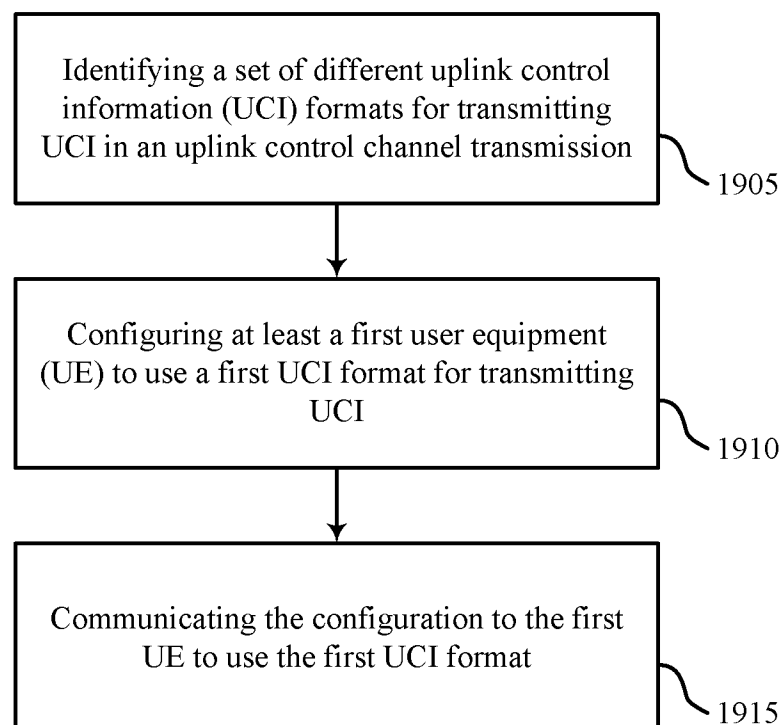 Identifying a set of different uplink control
information (UCI) formats for transmitting
UCI in an uplink control channel transmission
1905
Configuring at least a first user equipment
(UE) to use a first UCI format for transmitting
UCI
1910
Communicating the configuration to the first
UE to use the first UCI format
1915